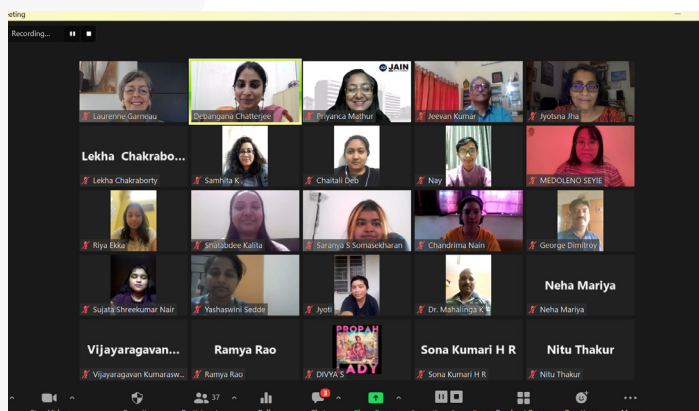 eeting
Recording...
JAIN
Laurenne Garneau
Debangana Chatterjee
Priyanca Mathur
Jeevan Kumar
Jyotsna Jha
Lekha Chakrabo...
Lekha Chakraborty
Samhita K
Chaitali Deb
Nay
MEDOLENO SEYIE
Riya Ekka
Shatabdee Kalita
Saranya S Somasekharan
Chandrima Nain
George Dimitrov
Sujata Shreekumar Nair
Yashaswini Sedde
Jyoti
Dr. Mahalinga K
Neha Mariya
Neha Mariya
Vijayaragavan...
Vijayaragavan Kumarasw...
Ramya Rao
Ramya Rao
PROPAH
LADY
DIVYA S
Sona Kumari H R
Sona Kumari H R
Nitu Thakur
Nitu Thakur
37
3